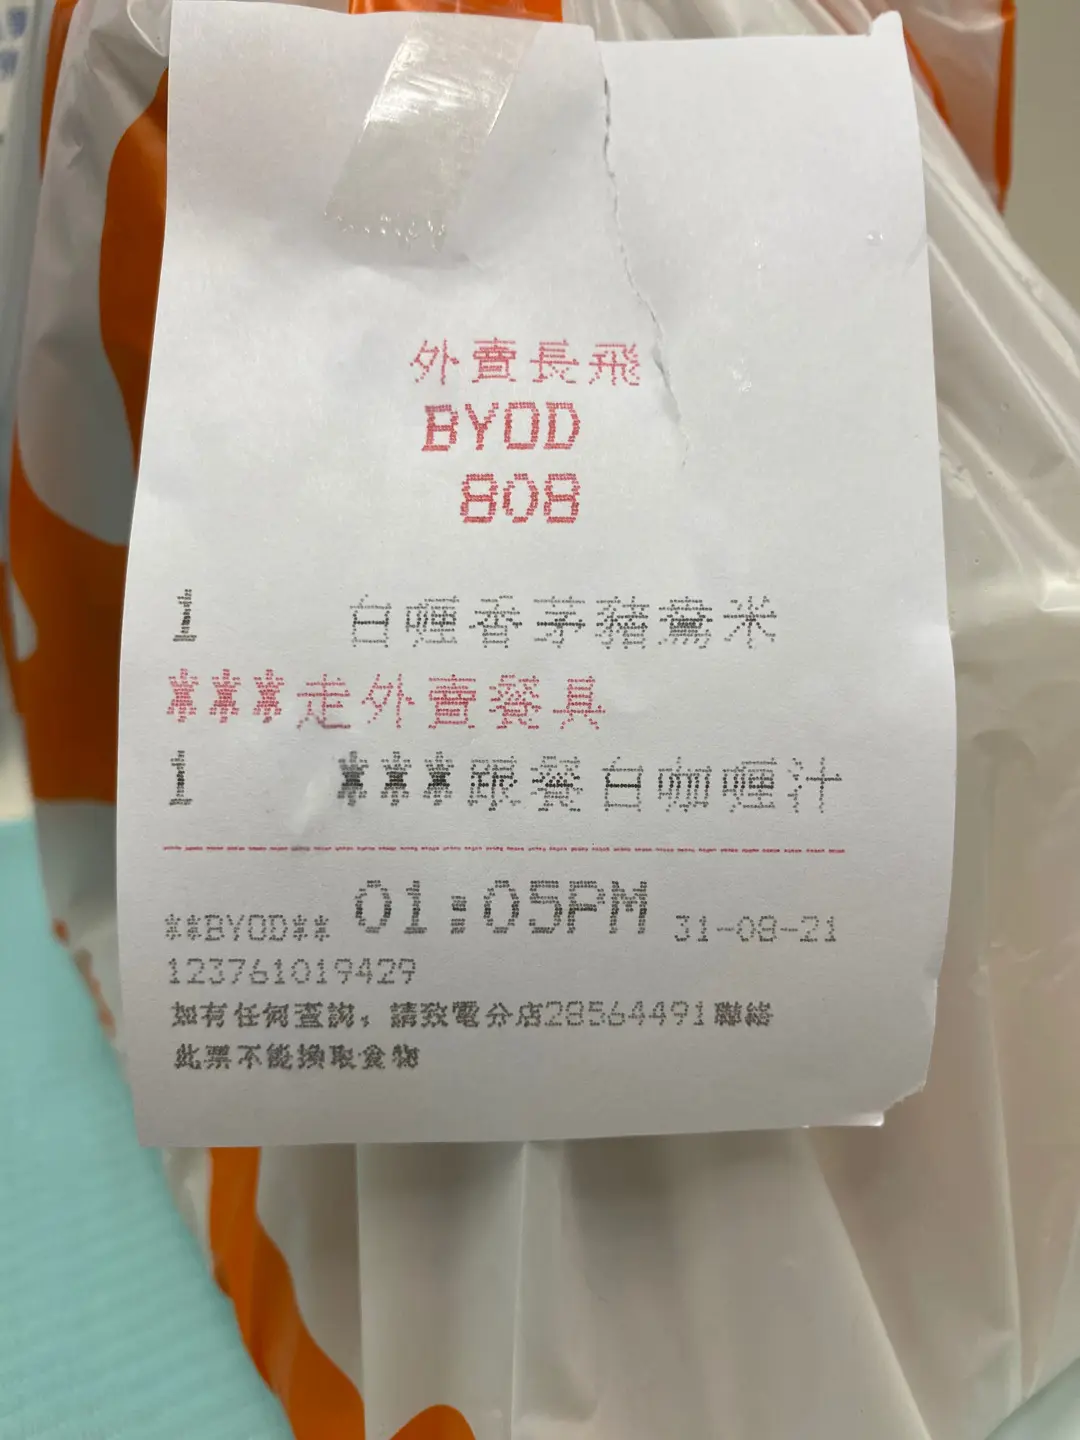 外賣長飛
BYOD
808
1 白喱香茅豬鶏米
***走外賣餐具
1 ***跟餐白咖喱汁
**BYOD** 01:05PM 31-08-21
123761019429
如有任何查詢，請致電分店28564491聯絡
此票不能換取食物